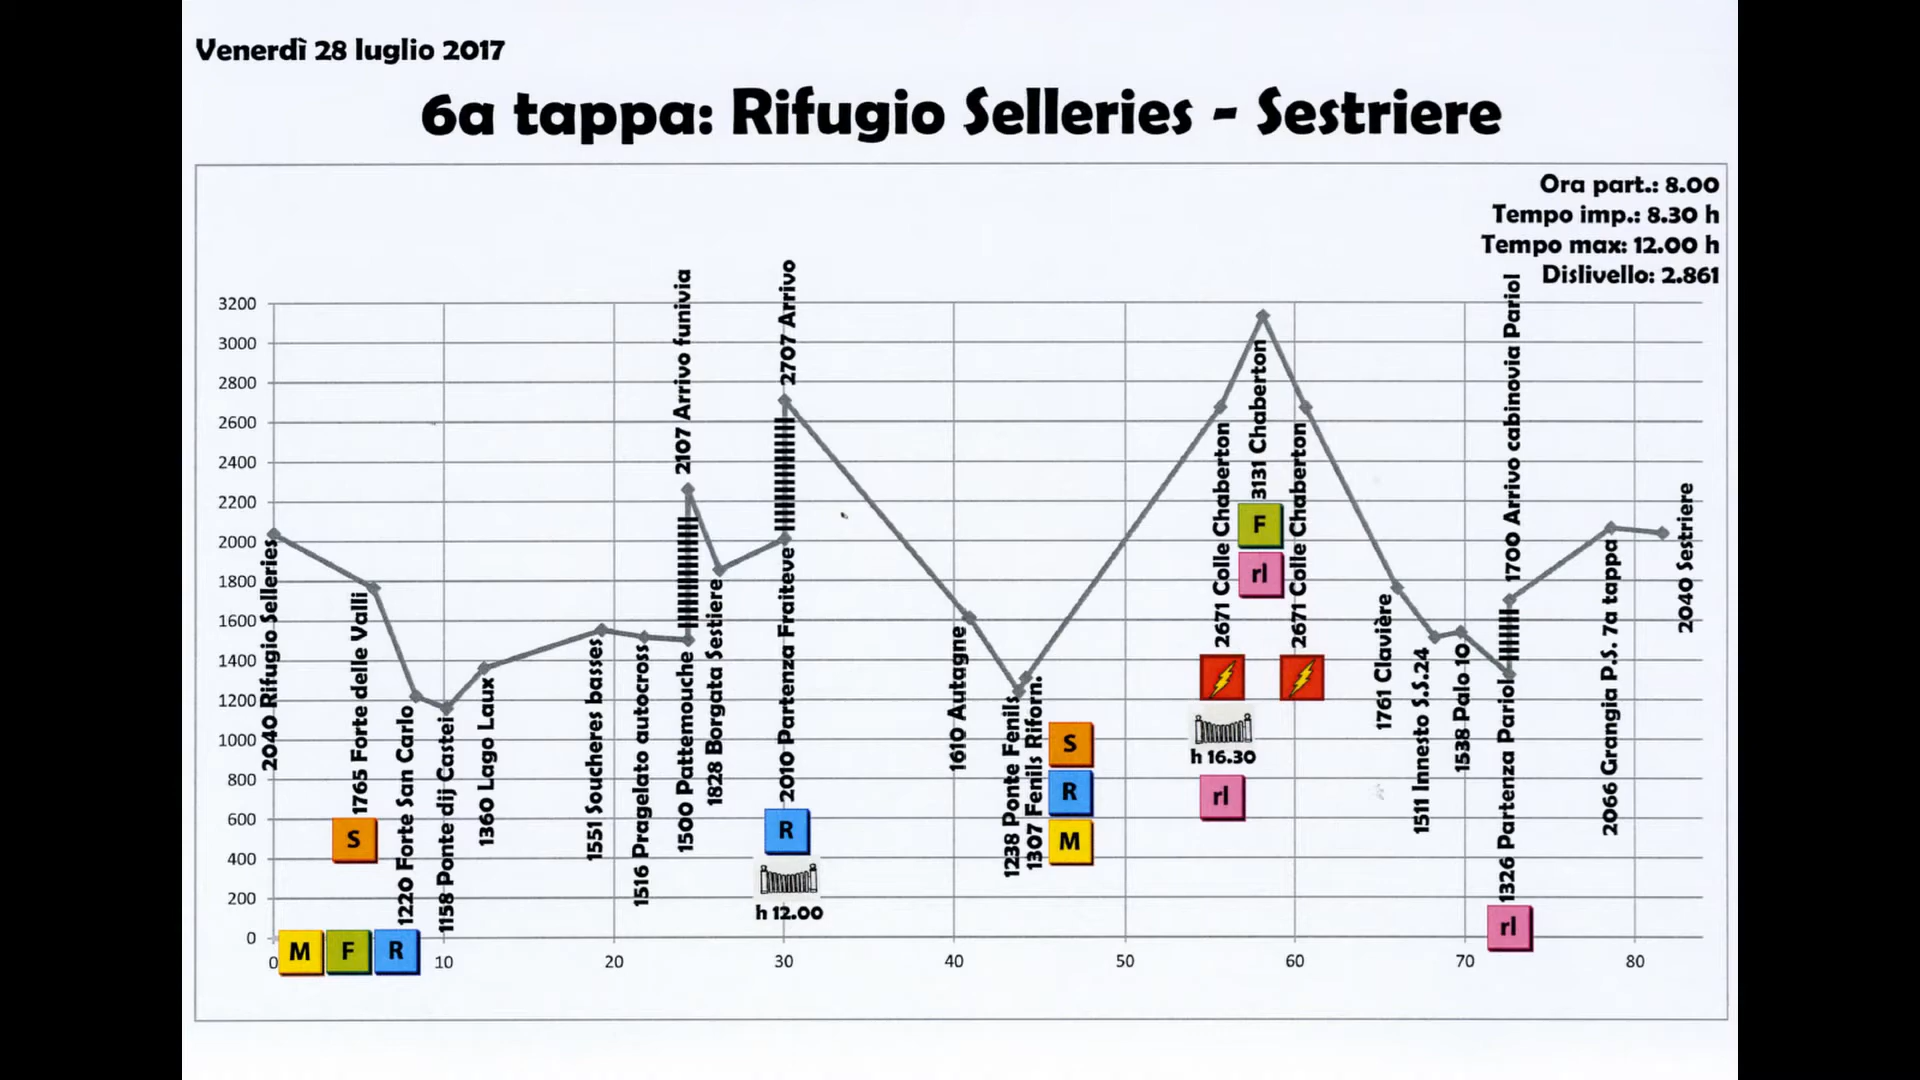 Venerdì 28 luglio 2017
6a tappa: Rifugio Selleries - Sestriere
Ora part.: 8.00
Tempo imp.: 8.30 h
Tempo max: 12.00 h
Dislivello: 2.861
3200
3000
2800
2600
2400
2200
2000
1800
1600
1400
1200
1000
800
600
400
200
0
2040 Rifugio Selleries
1765 Forte delle Valli
S
1220 Forte San Carlo
1158 Ponte dij Castei
1360 Lago Laux
1551 Soucheres basses
1516 Pragelato autocross
1500 Pattemouche
2107 Arrivo funivia
1828 Borgata Sestiere
2010 Partenza Fraiteve
2707 Arrivo
R
h 12.00
1610 Autagne
1238 Ponte Fenils
1307 Fenils Riforn.
S
R
M
2671 Colle Chaberton
h 16.30
rl
3131 Chaberton
F
rl
2671 Colle Chaberton
1761 Clavière
1511 Innesto S.S.24
1538 Palo 10
1326 Partenza Pariol
rl
1700 Arrivo cabinovia Pariol
2066 Grangia P.S. 7a tappa
2040 Sestriere
M F R
0 10 20 30 40 50 60 70 80